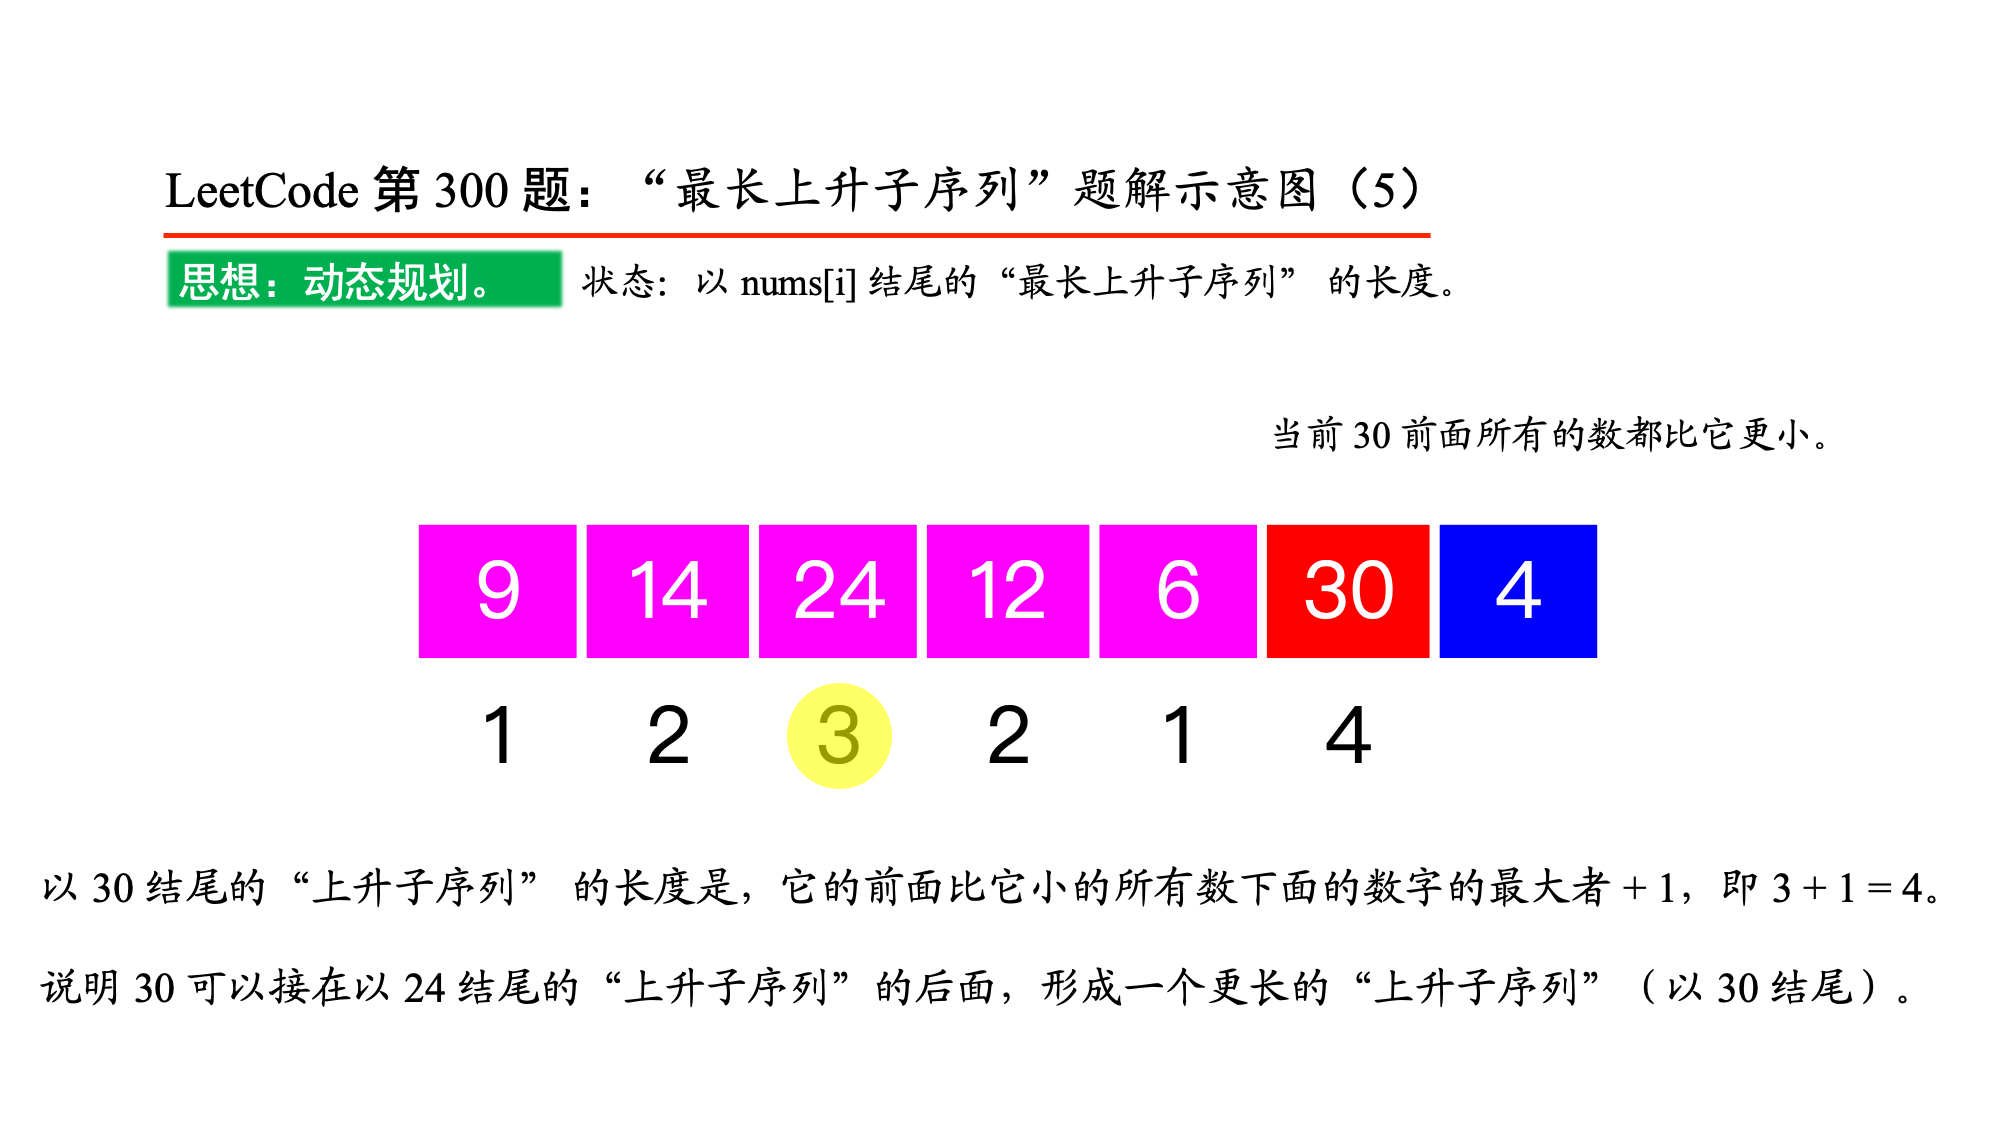 LeetCode 第 300 题：“最长上升子序列”题解示意图（5）
思想：动态规划。 状态：以 nums[i] 结尾的“最长上升子序列” 的长度。
当前 30 前面所有的数都比它更小。
9 14 24 12 6 30 4
1 2 3 2 1 4
以 30 结尾的“上升子序列” 的长度是，它的前面比它小的所有数下面的数字的最大者 + 1，即 3 + 1 = 4。
说明 30 可以接在以 24 结尾的“上升子序列”的后面，形成一个更长的“上升子序列”（以 30 结尾）。